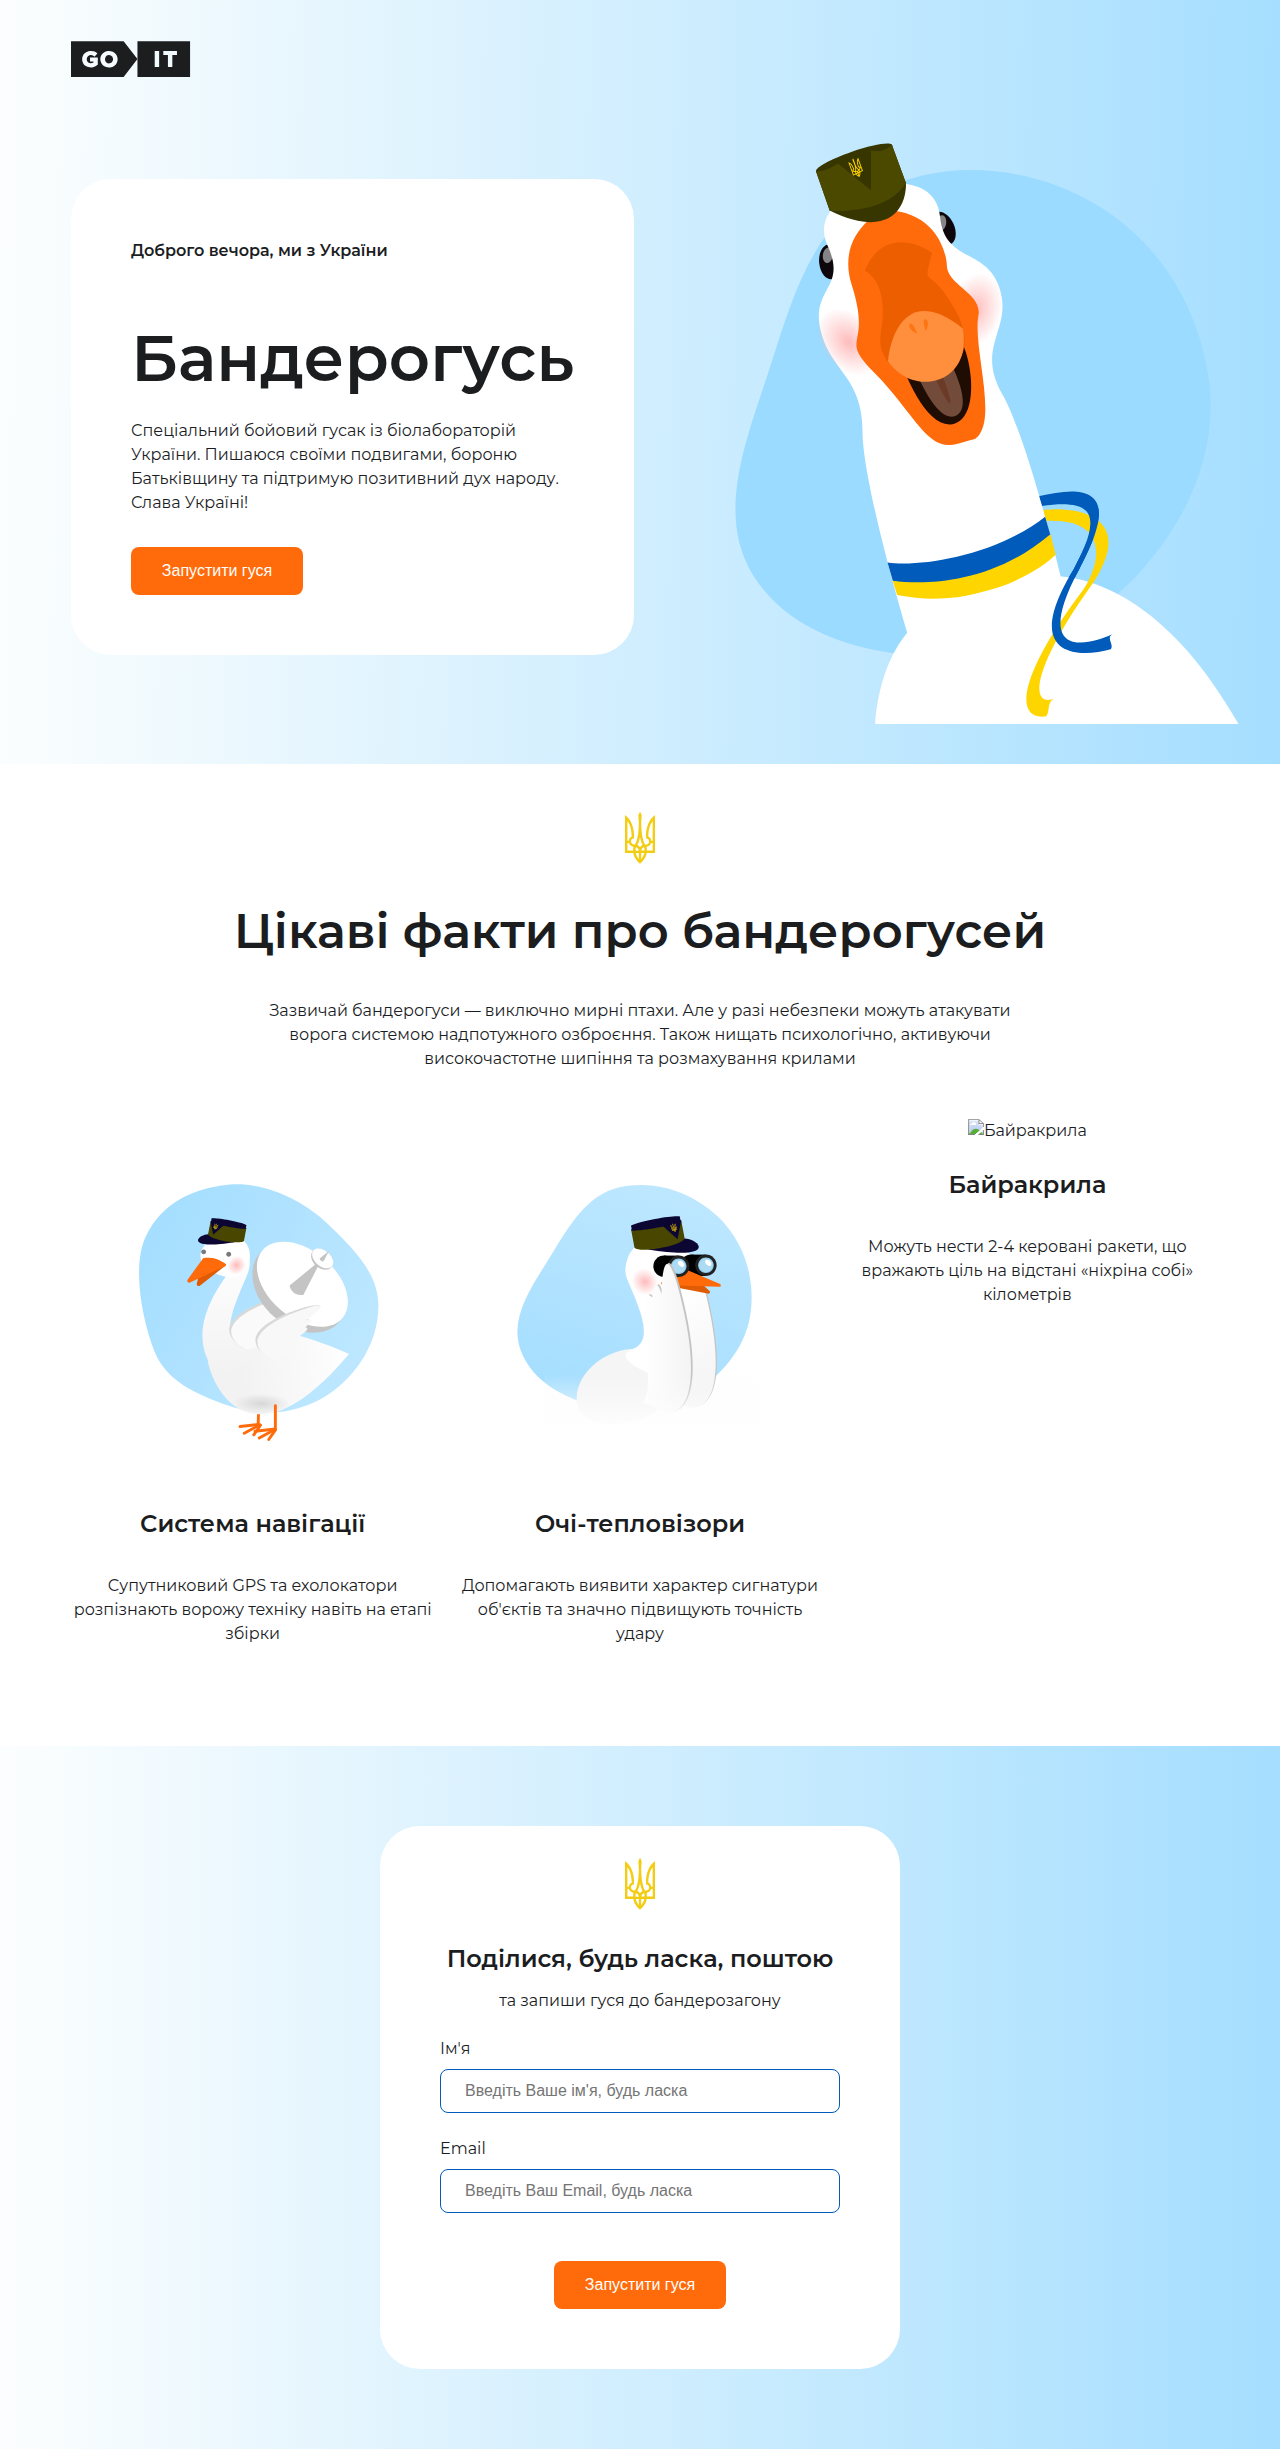 GO IT
Доброго вечора, ми з України
Бандерогусь
Спеціальний бойовий гусак із біолабораторій
України. Пишаюся своїми подвигами, бороню
Батьківщину та підтримую позитивний дух народу.
Слава Україні!
Запустити гуся
Цікаві факти про бандерогусей
Зазвичай бандерогуси — виключно мирні птахи. Але у разі небезпеки можуть атакувати
ворога системою надпотужного озброєння. Також нищать психологічно, активуючи
високочастотне шипіння та розмахування крилами
Система навігації
Супутниковий GPS та ехолокатори
розпізнають ворожу техніку навіть на етапі
збірки
Очі-тепловізори
Допомагають виявити характер сигнатури
об'єктів та значно підвищують точність
удару
Байракрила
Байракрила
Можуть нести 2-4 керовані ракети, що
вражають ціль на відстані «ніхріна собі»
кілометрів
Поділися, будь ласка, поштою
та запиши гуся до бандерозагону
Ім'я
Введіть Ваше ім'я, будь ласка
Email
Введіть Ваш Email, будь ласка
Запустити гуся